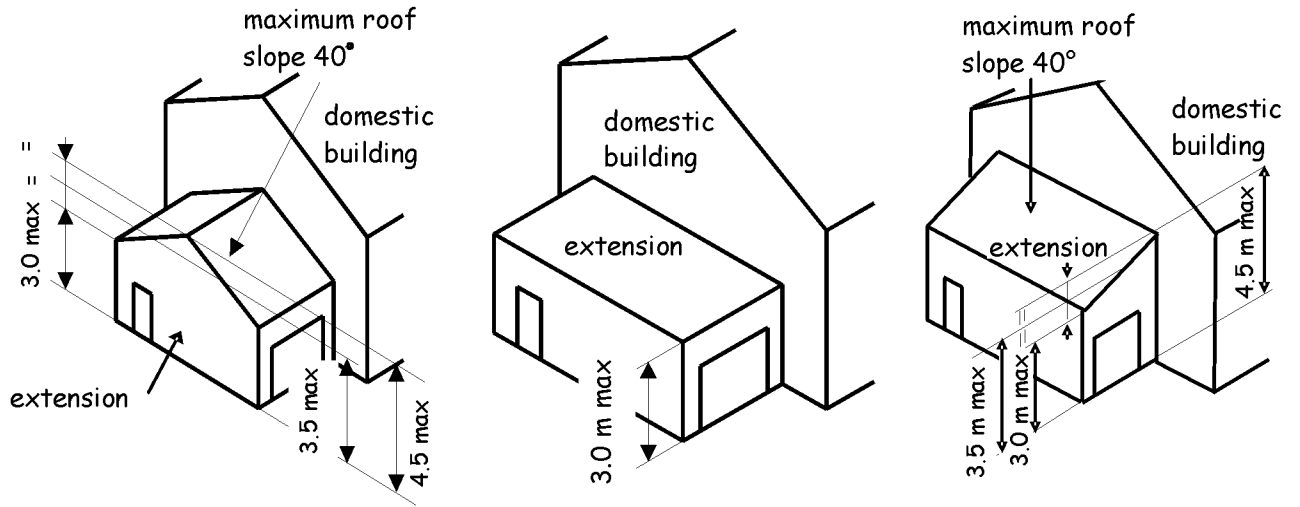 maximum roof
slope 40°
domestic
building
=
=
3.0 max
extension
3.5 max
4.5 max
domestic
building
extension
3.0 m max
maximum roof
slope 40°
domestic
building
extension
4.5 m max
3.5 m max
3.0 m max